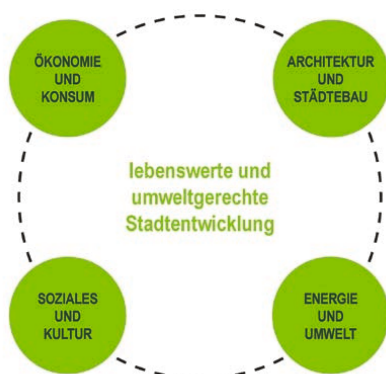 ÖKONOMIE
UND
KONSUM
ARCHITEKTUR
UND
STÄDTEBAU
lebenswerte und
umweltgerechte
Stadtentwicklung
SOZIALES
UND
KULTUR
ENERGIE
UND
UMWELT